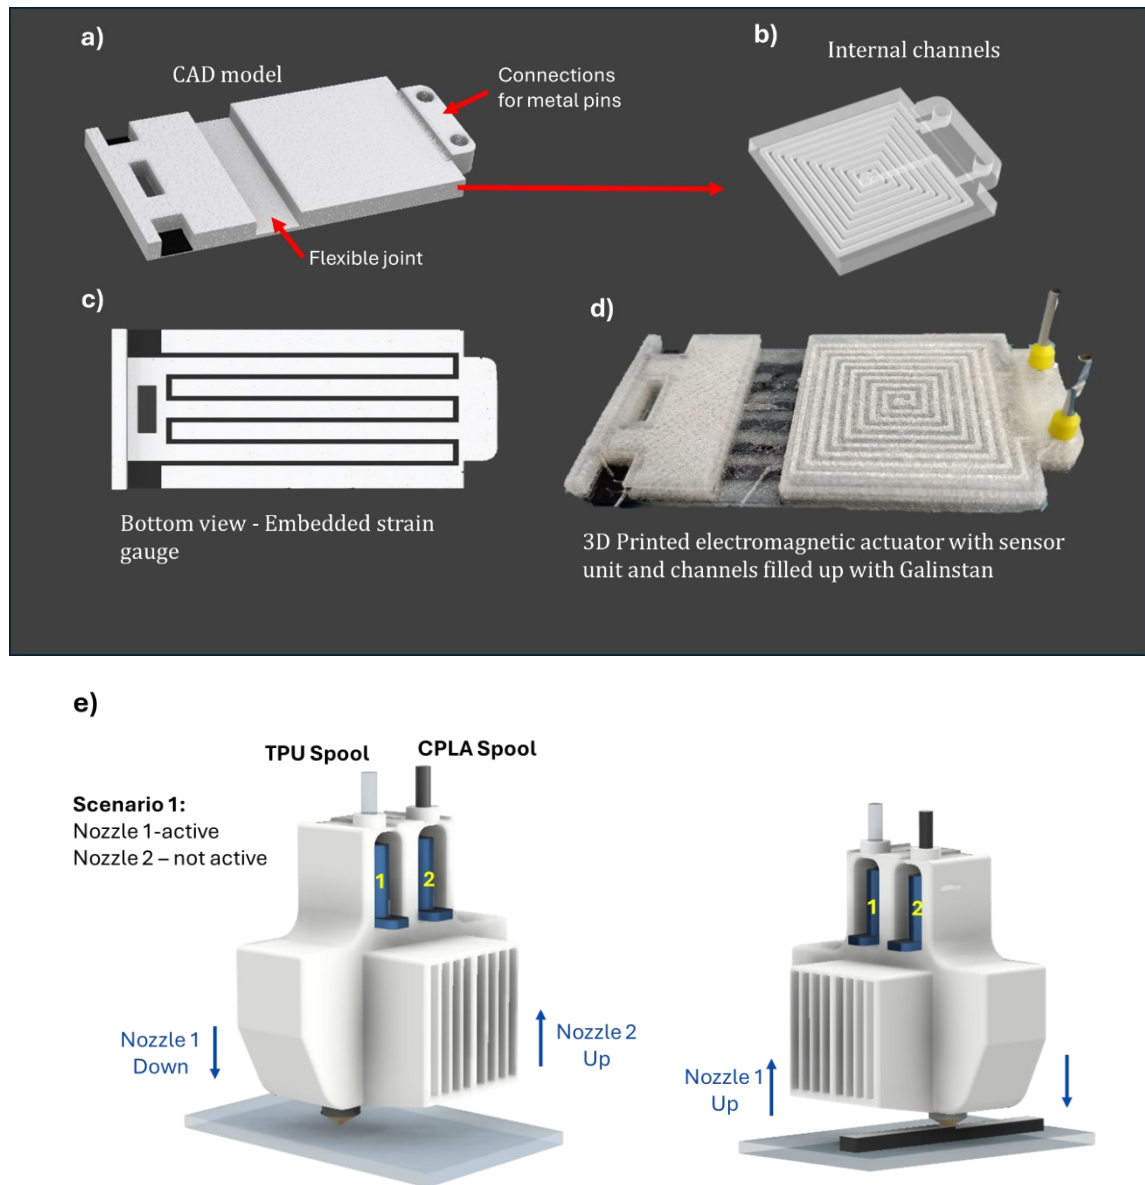 a)
CAD model
Connections
for metal pins
Flexible joint
b)
Internal channels
c)
Bottom view - Embedded strain
gauge
d)
3D Printed electromagnetic actuator with sensor
unit and channels filled up with Galinstan
e)
TPU Spool
CPLA Spool
Scenario 1:
Nozzle 1-active
Nozzle 2 – not active
1
2
Nozzle 1
Down
Nozzle 2
Up
1
2
Nozzle 1
Up